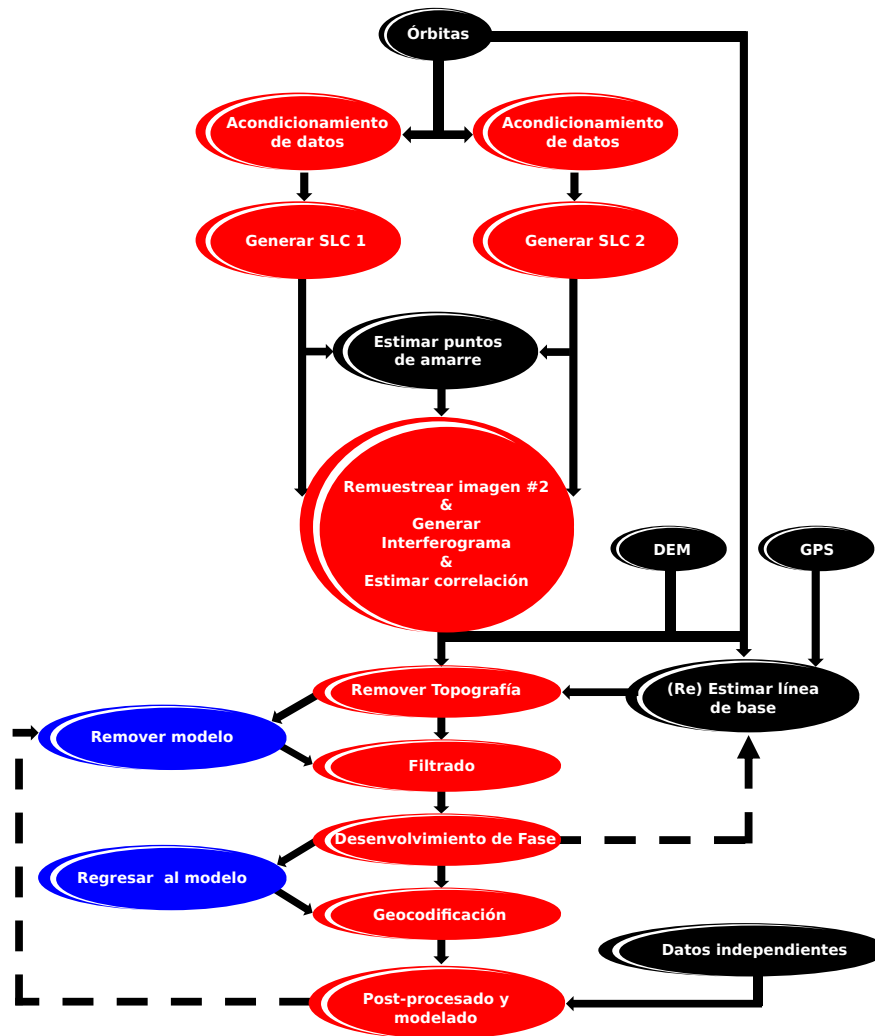 Órbitas
Acondicionamiento
de datos
Acondicionamiento
de datos
Generar SLC 1
Generar SLC 2
Estimar puntos
de amarre
Remuestrear imagen #2
&
Generar
Interferograma
&
Estimar correlación
DEM
GPS
Remover Topografía
(Re) Estimar línea
de base
Remover modelo
Filtrado
Desenvolvimiento de Fase
Regresar al modelo
Geocodificación
Datos independientes
Post-procesado y
modelado